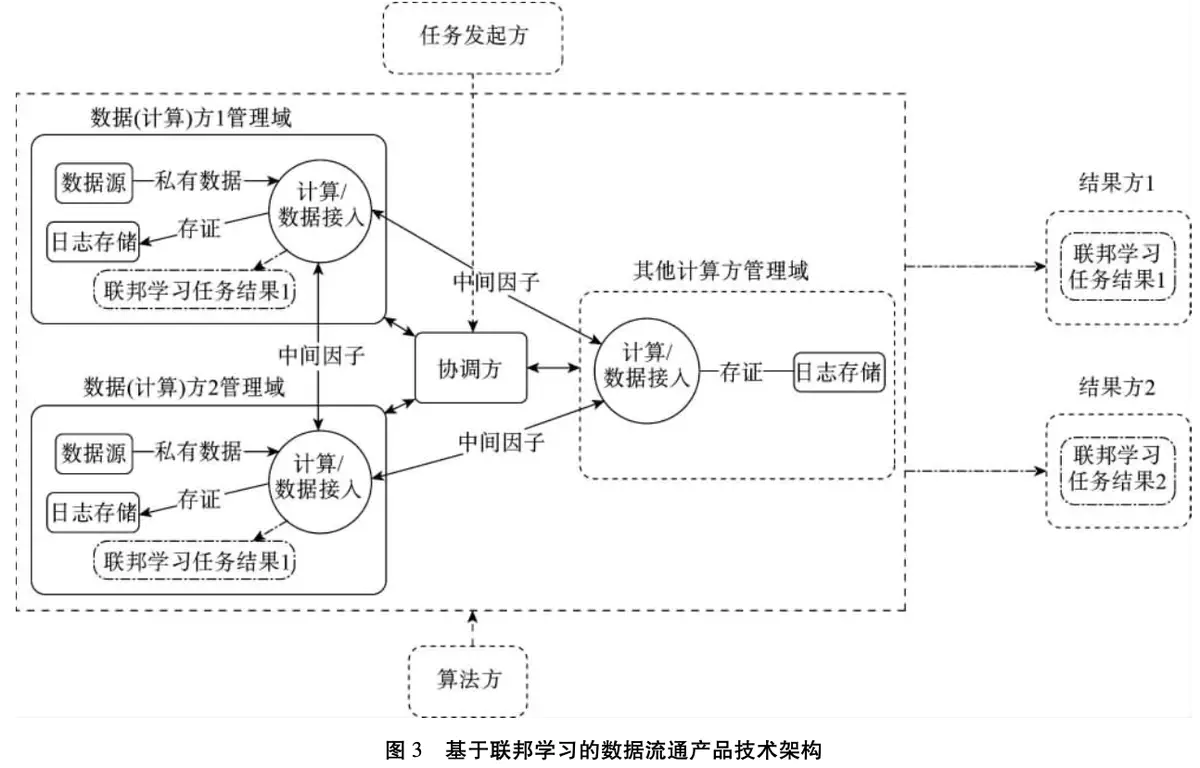 任务发起方
数据(计算)方1管理域
数据源
私有数据
计算/
数据接入
存证
日志存储
联邦学习任务结果1
中间因子
中间因子
数据(计算)方2管理域
数据源
私有数据
计算/
数据接入
存证
日志存储
联邦学习任务结果1
协调方
中间因子
其他计算方管理域
计算/
数据接入
存证
日志存储
结果方1
联邦学习
任务结果1
结果方2
联邦学习
任务结果2
算法方
图 3 基于联邦学习的数据流通产品技术架构